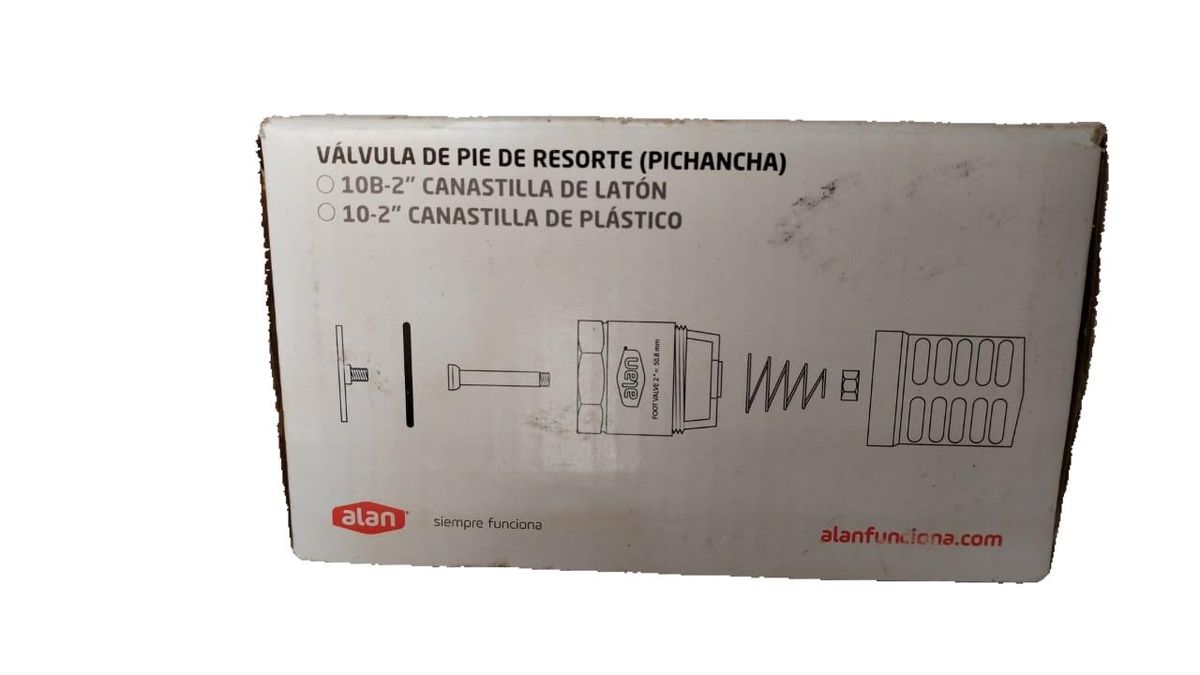 VÁLVULA DE PIE DE RESORTE (PICHANCHA)
10B-2" CANASTILLA DE LATÓN
10-2" CANASTILLA DE PLÁSTICO
alan
FOOT VALVE 2" = 50.8 mm
alan
siempre funciona
alanfunciona.com